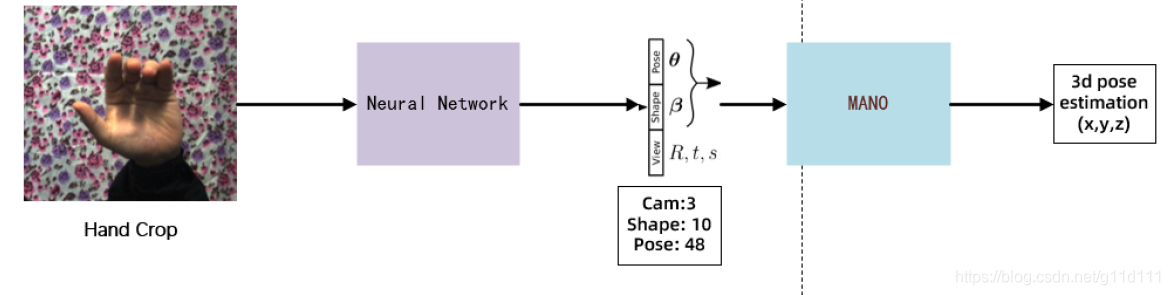 Hand Crop
Neural Network
Pose
θ
Shape
β
View
R, t, s
Cam:3
Shape: 10
Pose: 48
MANO
3d pose
estimation
(x,y,z)
https://blog.csdn.net/g11d111